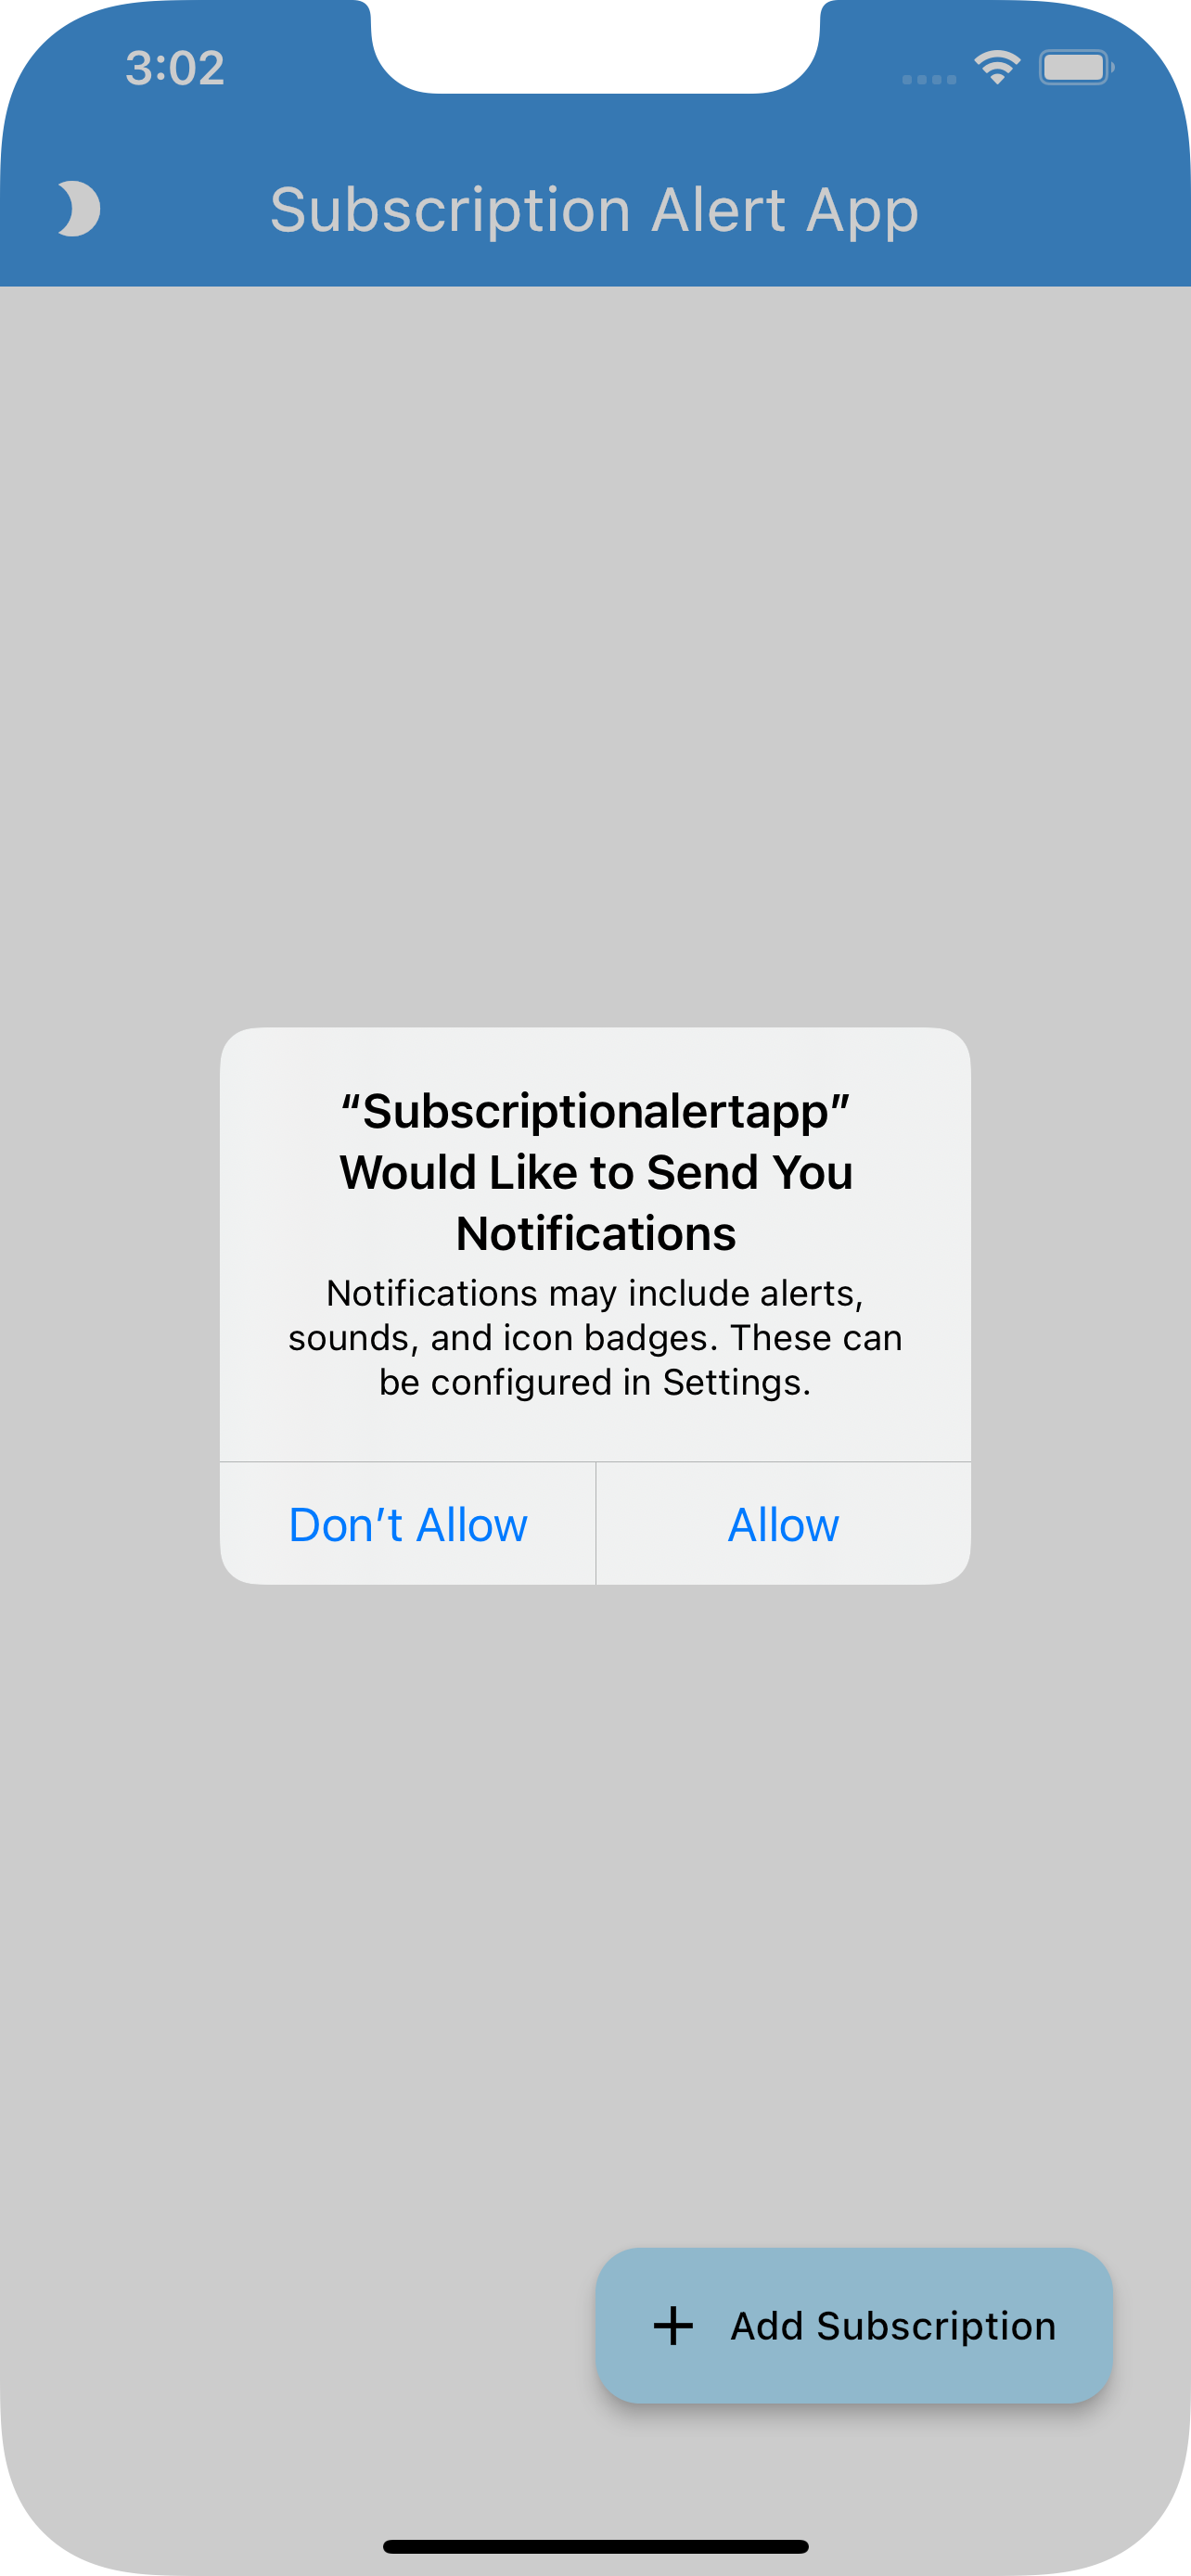 3:02
Subscription Alert App
“Subscriptionalertapp”
Would Like to Send You
Notifications
Notifications may include alerts,
sounds, and icon badges. These can
be configured in Settings.
Don’t Allow
Allow
Add Subscription